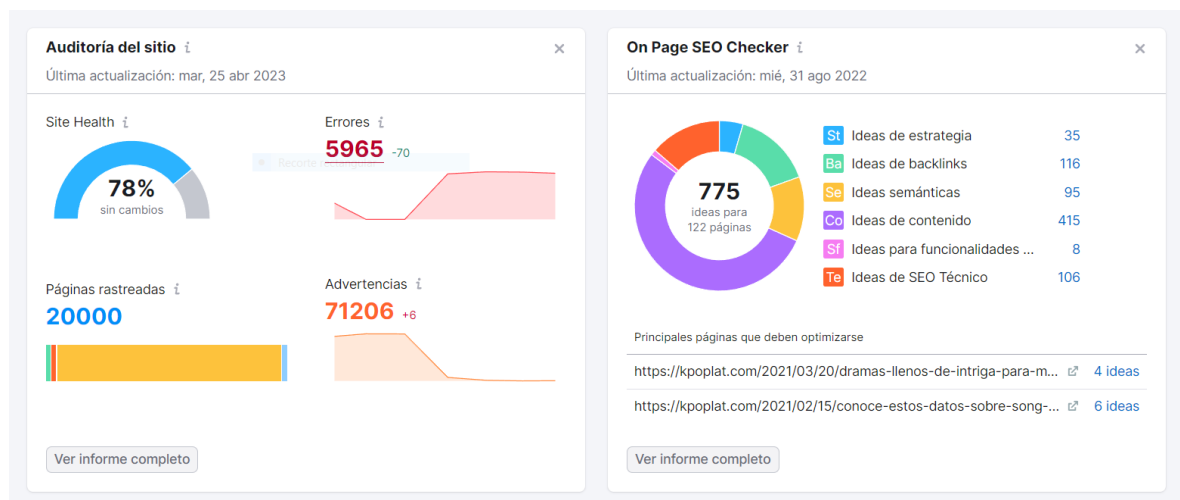 Auditoría del sitio i
Última actualización: mar, 25 abr 2023
Site Health i
78%
sin cambios
Errores i
5965 -70
Recorte
Páginas rastreadas i
20000
Advertencias i
71206 +6
Ver informe completo
On Page SEO Checker i
Última actualización: mié, 31 ago 2022
775
ideas para
122 páginas
St Ideas de estrategia 35
Ba Ideas de backlinks 116
Se Ideas semánticas 95
Co Ideas de contenido 415
Sf Ideas para funcionalidades ... 8
Te Ideas de SEO Técnico 106
Principales páginas que deben optimizarse
https://kpoplat.com/2021/03/20/dramas-llenos-de-intriga-para-m... 4 ideas
https://kpoplat.com/2021/02/15/conoce-estos-datos-sobre-song-... 6 ideas
Ver informe completo